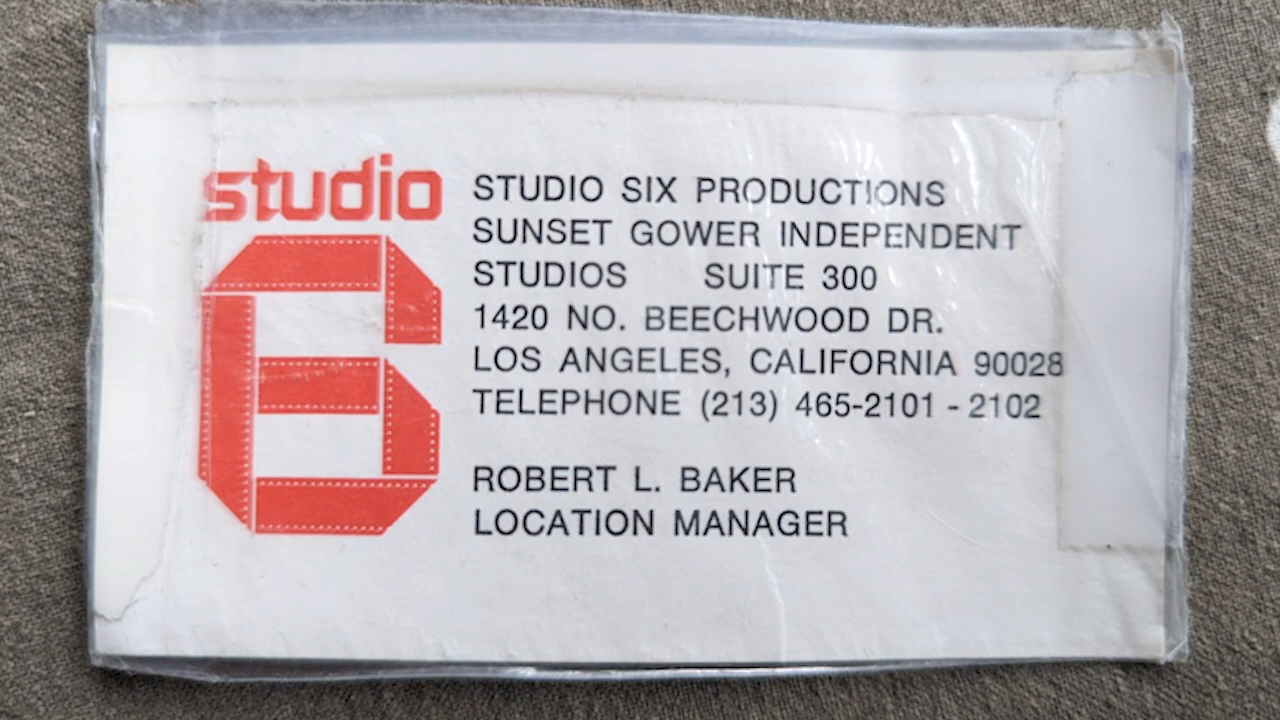 studio
6
STUDIO SIX PRODUCTIONS
SUNSET GOWER INDEPENDENT
STUDIOS SUITE 300
1420 NO. BEECHWOOD DR.
LOS ANGELES, CALIFORNIA 90028
TELEPHONE (213) 465-2101 - 2102
ROBERT L. BAKER
LOCATION MANAGER